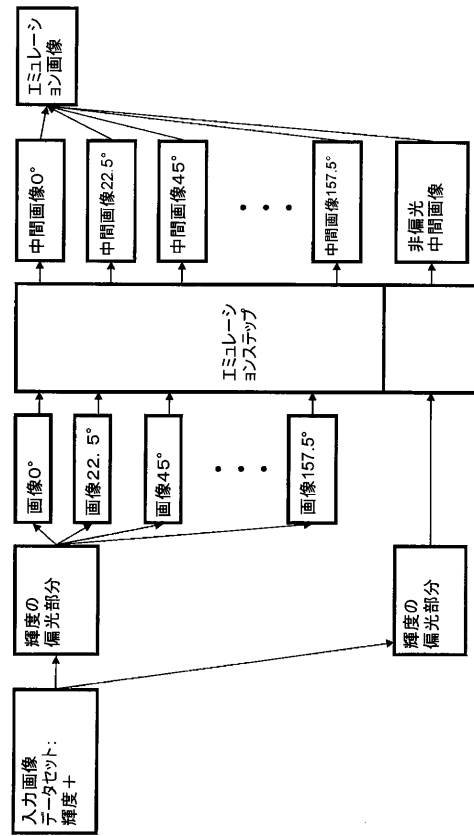 入力画像
データセット:
輝度＋
輝度の
偏光部分
輝度の
偏光部分
画像0°
画像22. 5°
画像45°
・・・
画像157.5°
エミュレーシ
ョンステップ
中間画像0°
中間画像22.5°
中間画像45°
・・・
中間画像157.5°
非偏光
中間画像
エミュレーシ
ョン画像